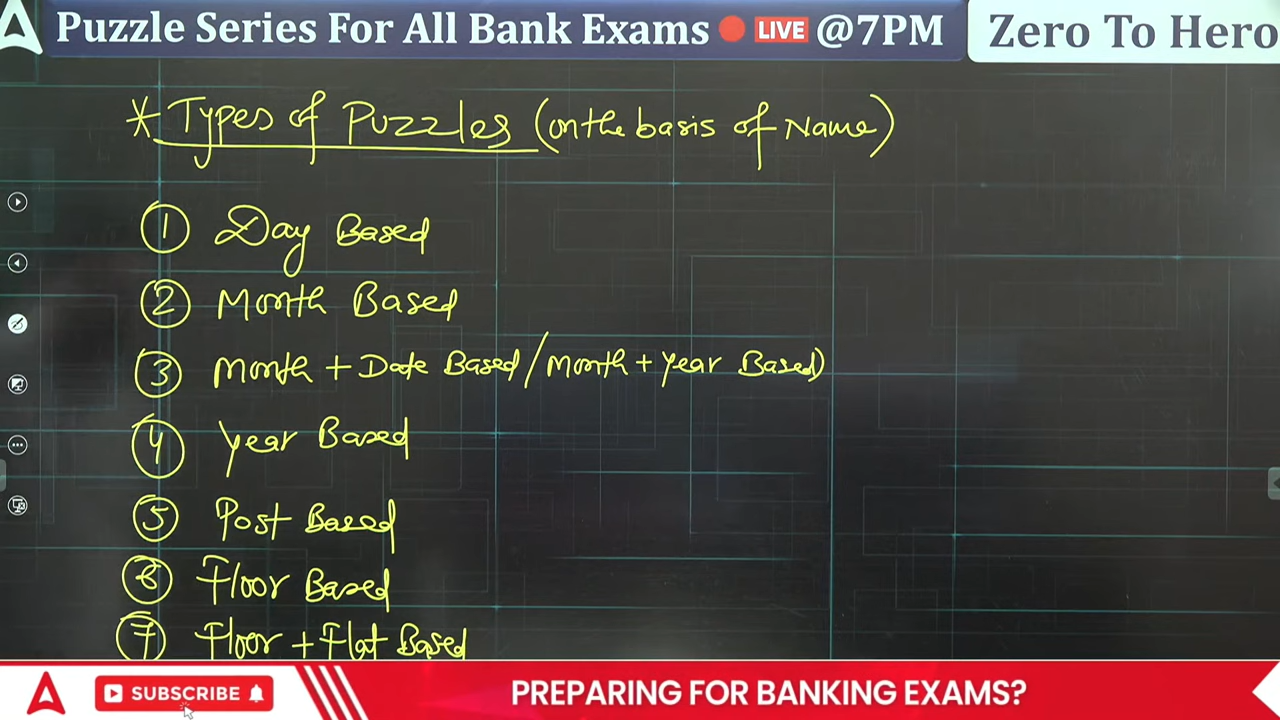 Puzzle Series For All Bank Exams LIVE @7PM Zero To Hero
* Types of Puzzles (on the basis of Name)
① Day Based
② Month Based
③ Month + Date Based / Month + Year Based)
④ Year Based
⑤ Post Based
⑥ Floor Based
⑦ Floor + Flat Based
SUBSCRIBE PREPARING FOR BANKING EXAMS?